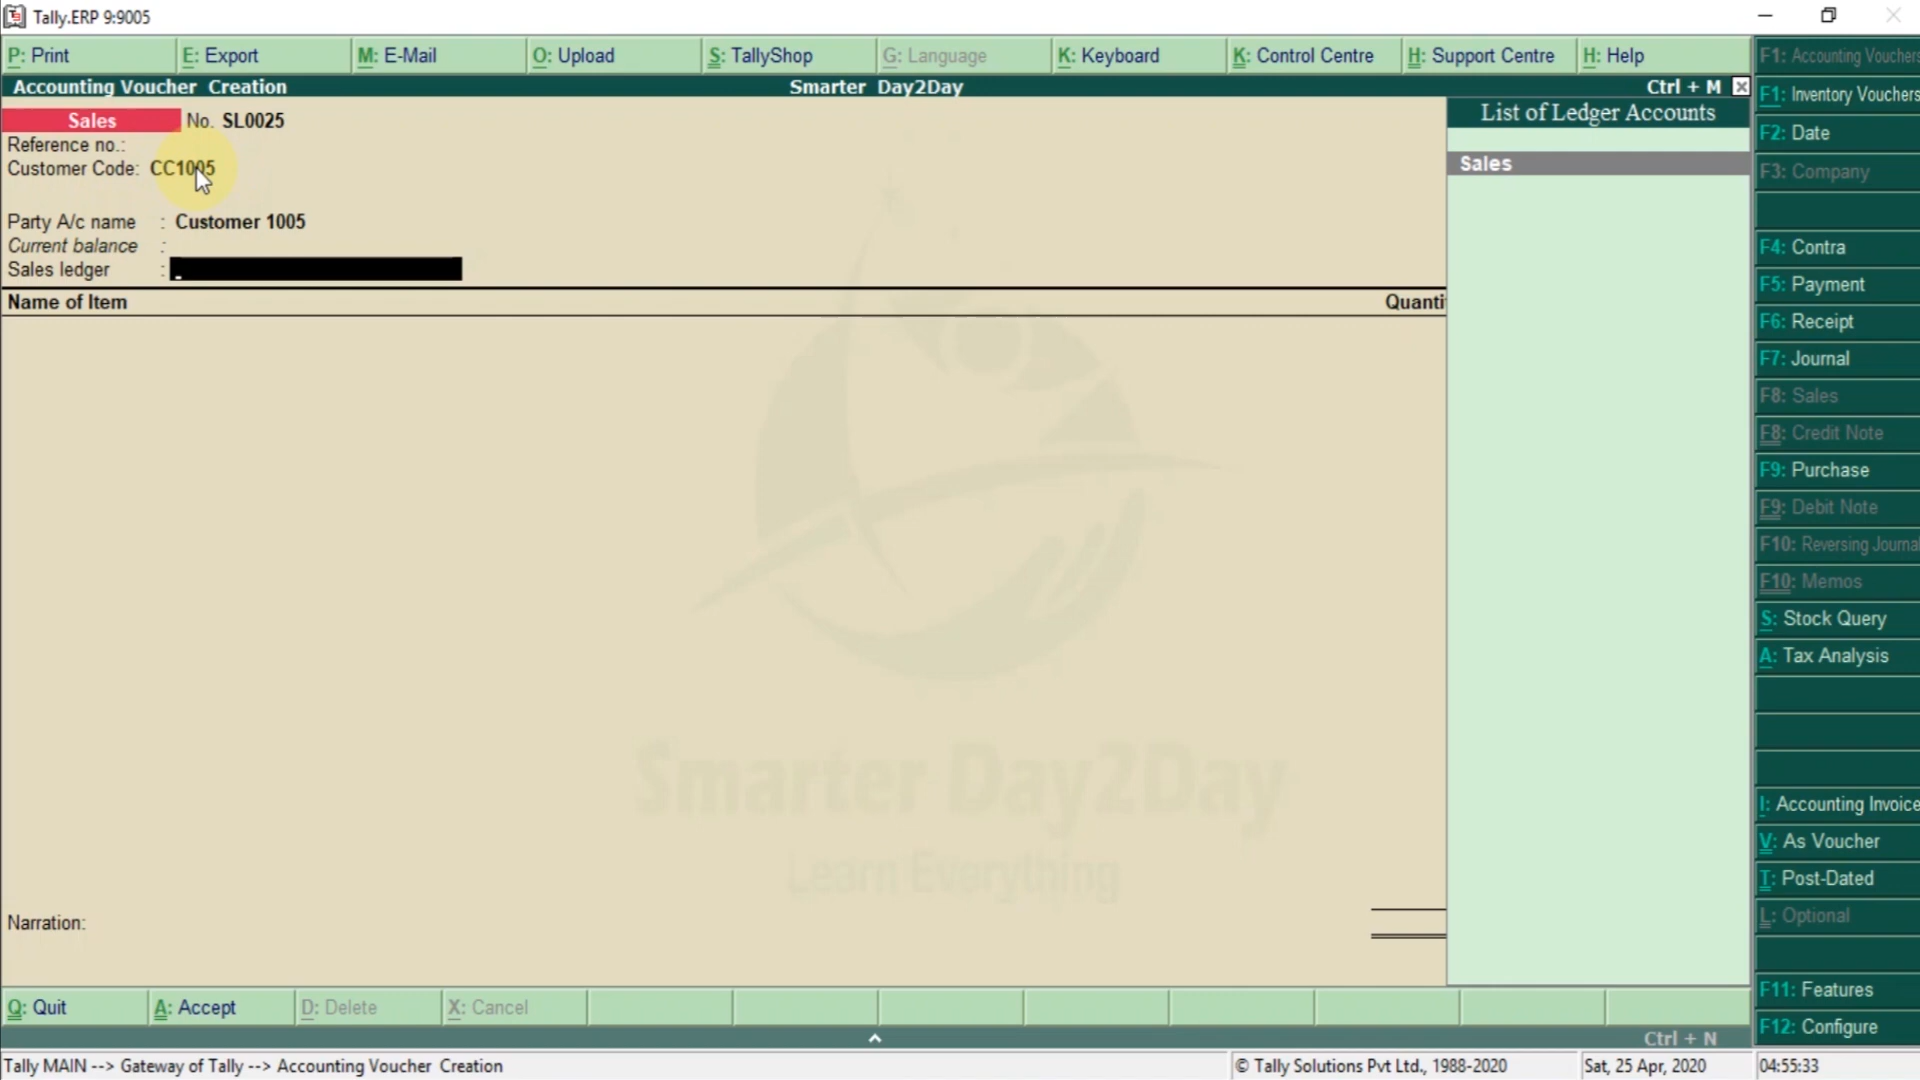 Tally.ERP 9:9005
P: Print E: Export M: E-Mail O: Upload S: TallyShop G: Language K: Keyboard K: Control Centre H: Support Centre H: Help
Accounting Voucher Creation Smarter Day2Day Ctrl + M
Sales No. SL0025
Reference no.:
Customer Code: CC1005
Party A/c name : Customer 1005
Current balance :
Sales ledger :
Name of Item Quanti
List of Ledger Accounts
Sales
Smarter Day2Day
Learn Everything
Narration:
F1: Accounting Vouchers
F1: Inventory Vouchers
F2: Date
F3: Company
F4: Contra
F5: Payment
F6: Receipt
F7: Journal
F8: Sales
F8: Credit Note
F9: Purchase
F9: Debit Note
F10: Reversing Journal
F10: Memos
S: Stock Query
A: Tax Analysis
I: Accounting Invoice
V: As Voucher
T: Post-Dated
L: Optional
F11: Features
F12: Configure
Q: Quit A: Accept D: Delete X: Cancel
Ctrl + N
Tally MAIN --> Gateway of Tally --> Accounting Voucher Creation © Tally Solutions Pvt Ltd., 1988-2020 Sat, 25 Apr, 2020 04:55:33